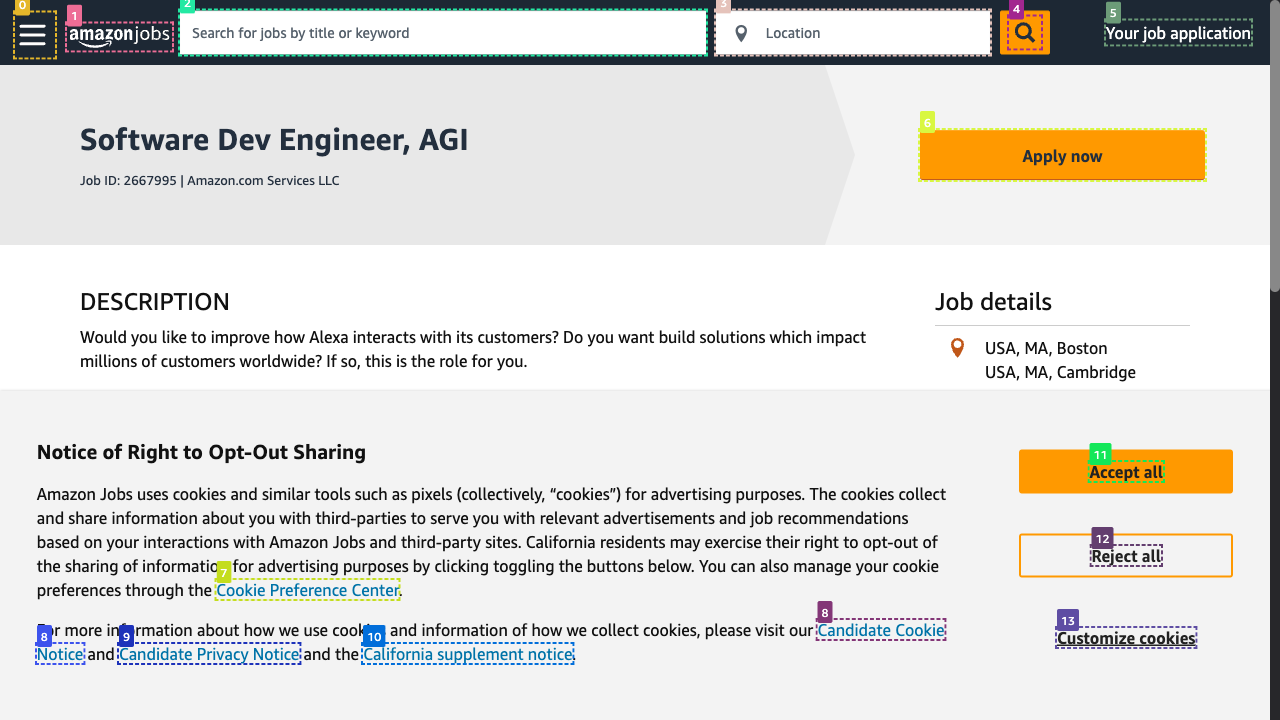 0
1
2
3
4
5
amazonjobs
Search for jobs by title or keyword
Location
Your job application
Software Dev Engineer, AGI
Job ID: 2667995 | Amazon.com Services LLC
6
Apply now
DESCRIPTION
Would you like to improve how Alexa interacts with its customers? Do you want build solutions which impact
millions of customers worldwide? If so, this is the role for you.
Job details
USA, MA, Boston
USA, MA, Cambridge
Notice of Right to Opt-Out Sharing
Amazon Jobs uses cookies and similar tools such as pixels (collectively, “cookies”) for advertising purposes. The cookies collect
and share information about you with third-parties to serve you with relevant advertisements and job recommendations
based on your interactions with Amazon Jobs and third-party sites. California residents may exercise their right to opt-out of
the sharing of information for advertising purposes by clicking toggling the buttons below. You can also manage your cookie
7
preferences through the Cookie Preference Center.
8
For more information about how we use cookies and information of how we collect cookies, please visit our Candidate Cookie
8
9
10
Notice and Candidate Privacy Notice and the California supplement notice.
11
Accept all
12
Reject all
13
Customize cookies